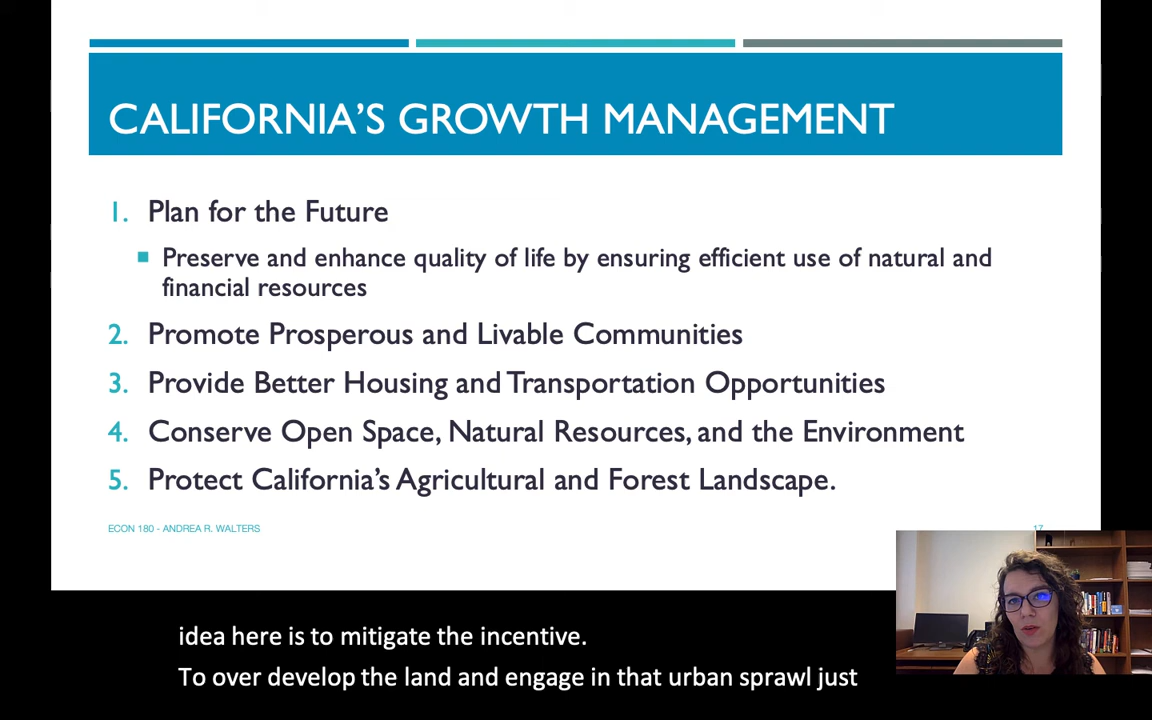 CALIFORNIA'S GROWTH MANAGEMENT
1. Plan for the Future
Preserve and enhance quality of life by ensuring efficient use of natural and
financial resources
2. Promote Prosperous and Livable Communities
3. Provide Better Housing and Transportation Opportunities
4. Conserve Open Space, Natural Resources, and the Environment
5. Protect California's Agricultural and Forest Landscape.
ECON 180 - ANDREA R. WALTERS
17
idea here is to mitigate the incentive.
To over develop the land and engage in that urban sprawl just